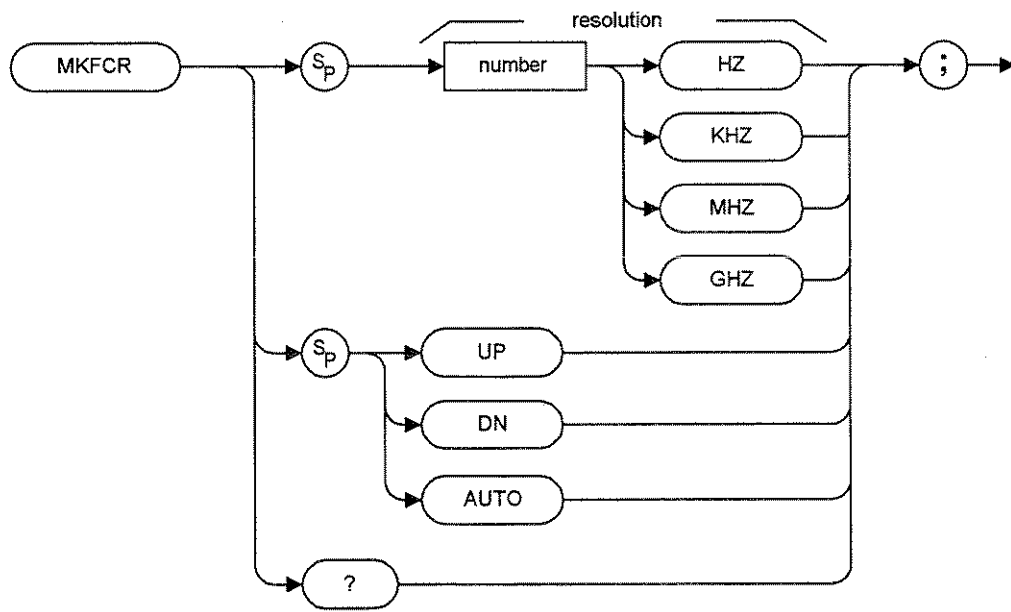 resolution
MKFCR SP number HZ ;
KHZ
MHZ
GHZ
SP UP
DN
AUTO
?